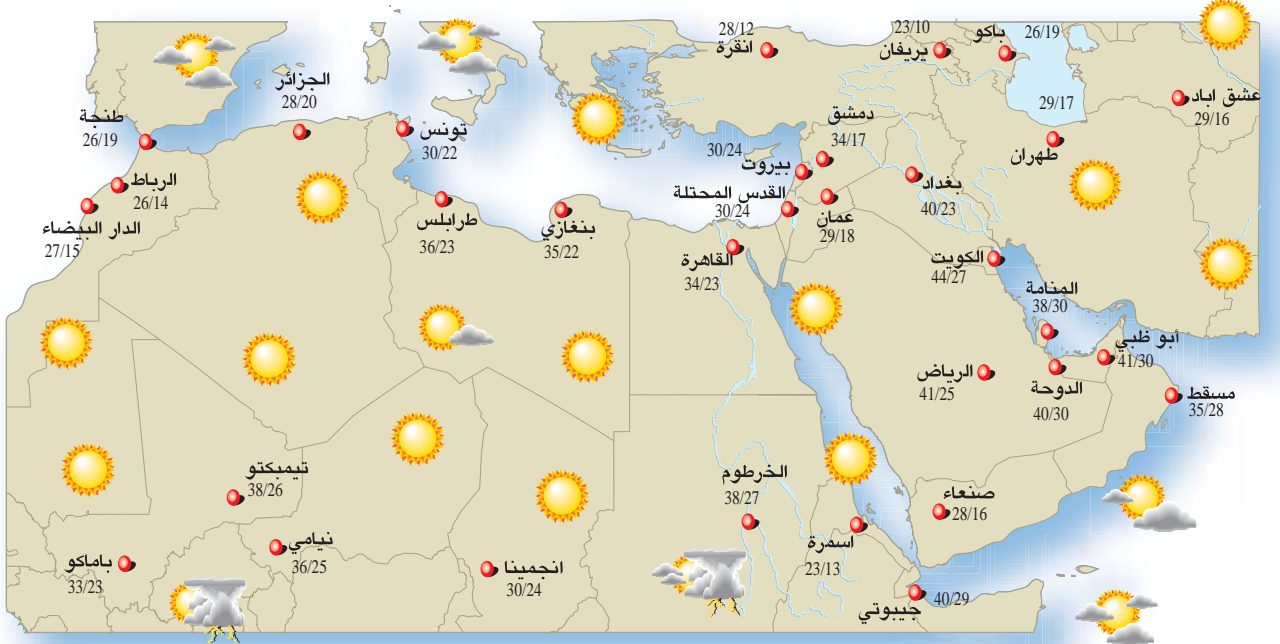 28/12
انقرة
23/10
يريفان
باكو
26/19
عشق اباد
29/16
29/17
طهران
دمشق
34/17
30/24
بيروت
القدس المحتلة
30/24
عمان
29/18
بغداد
40/23
الجزائر
28/20
طنجة
26/19
تونس
30/22
الرباط
26/14
الدار البيضاء
27/15
طرابلس
36/23
بنغازي
35/22
القاهرة
34/23
الكويت
44/27
المنامة
38/30
أبو ظبي
41/30
الرياض
41/25
الدوحة
40/30
مسقط
35/28
تيمبكتو
38/26
الخرطوم
38/27
صنعاء
28/16
اسمرة
23/13
نيامي
36/25
باماكو
33/23
انجمينا
30/24
جيبوتي
40/29